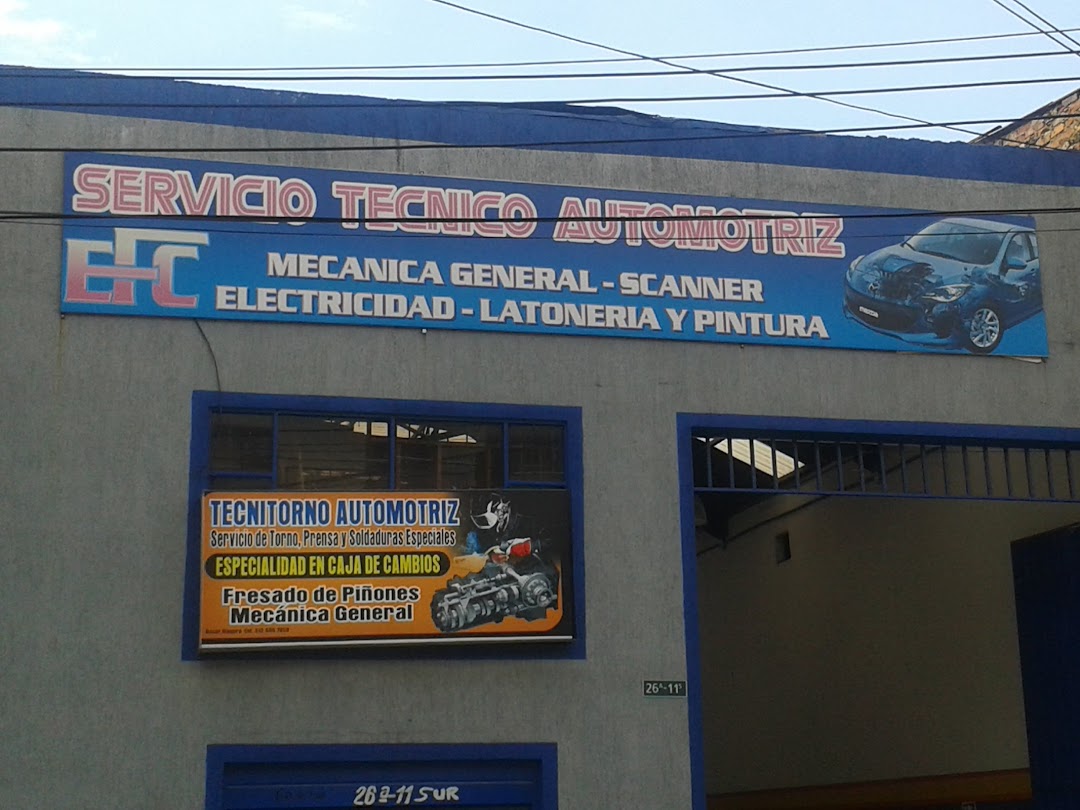 SERVICIO TECNICO AUTOMOTRIZ
EFC
MECANICA GENERAL - SCANNER
ELECTRICIDAD - LATONERIA Y PINTURA
TECNITORNO AUTOMOTRIZ
Servicio de Torno, Prensa y Soldaduras Especiales
ESPECIALIDAD EN CAJA DE CAMBIOS
Fresado de Piñones
Mecánica General
26ª-11S
26ª-11 SUR